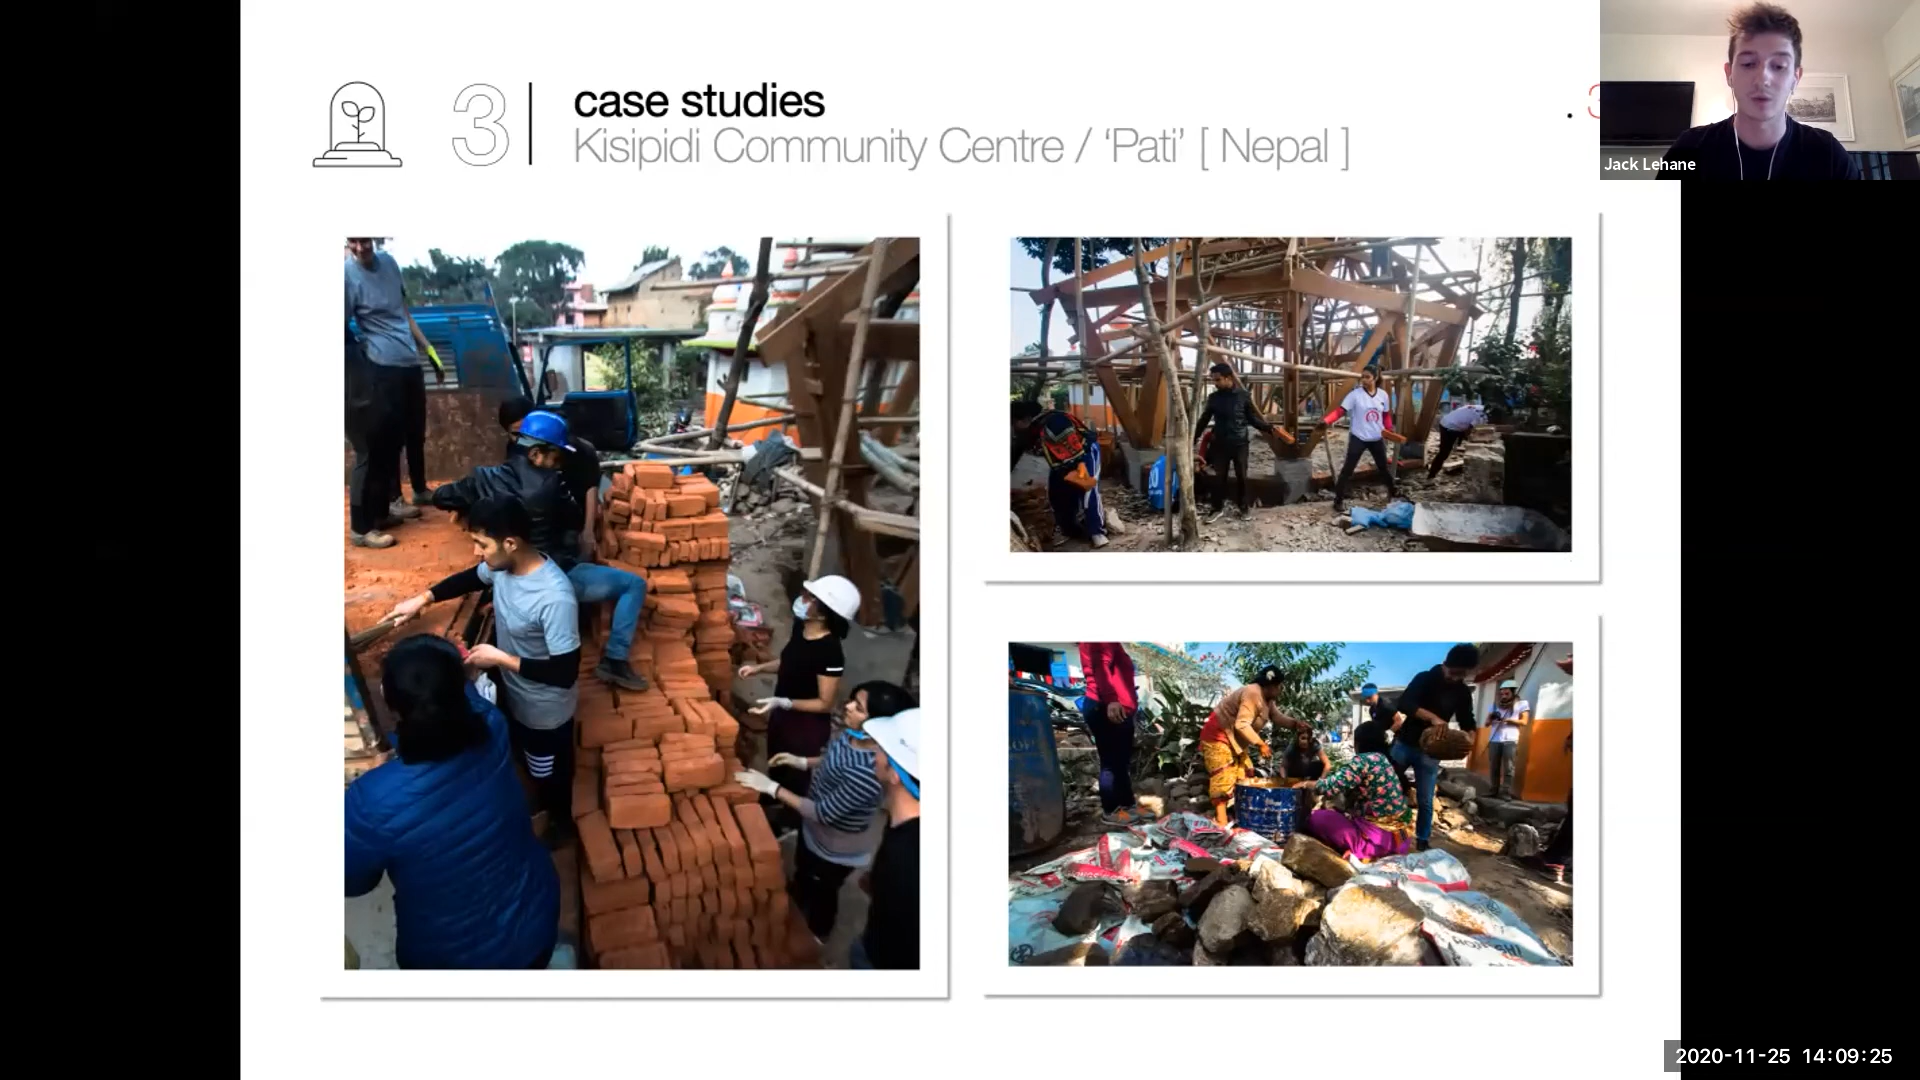 3
case studies
Kisipidi Community Centre / ‘Pati’ [ Nepal ]
Jack Lehane
2020-11-25 14:09:25